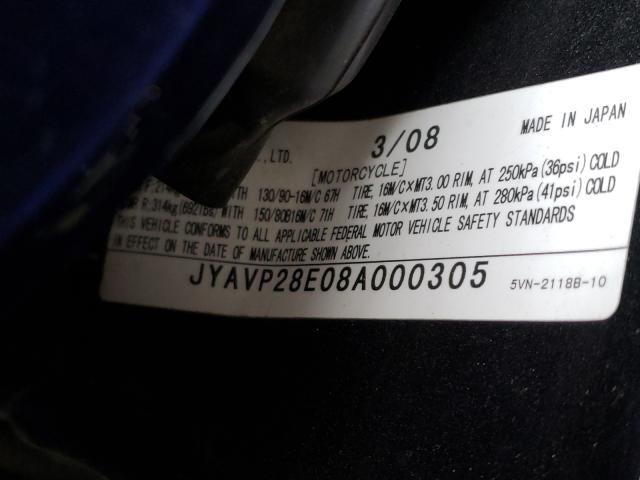 ., LTD. 3/08 MADE IN JAPAN
[MOTORCYCLE]
130/90-16M/C 67H TIRE, 16M/C×MT3.00 RIM, AT 250kPa(36psi)COLD
R R:314kg(692lbs)WITH 150/80B16M/C 71H TIRE, 16M/C×MT3.50 RIM, AT 280kPa(41psi)COLD
THIS VEHICLE CONFORMS TO ALL APPLICABLE FEDERAL MOTOR VEHICLE SAFETY STANDARDS
IN EFFECT ON THE DATE OF MANUFACTURE SHOWN ABOVE.
JYAVP28E08A000305 5VN-2118B-10